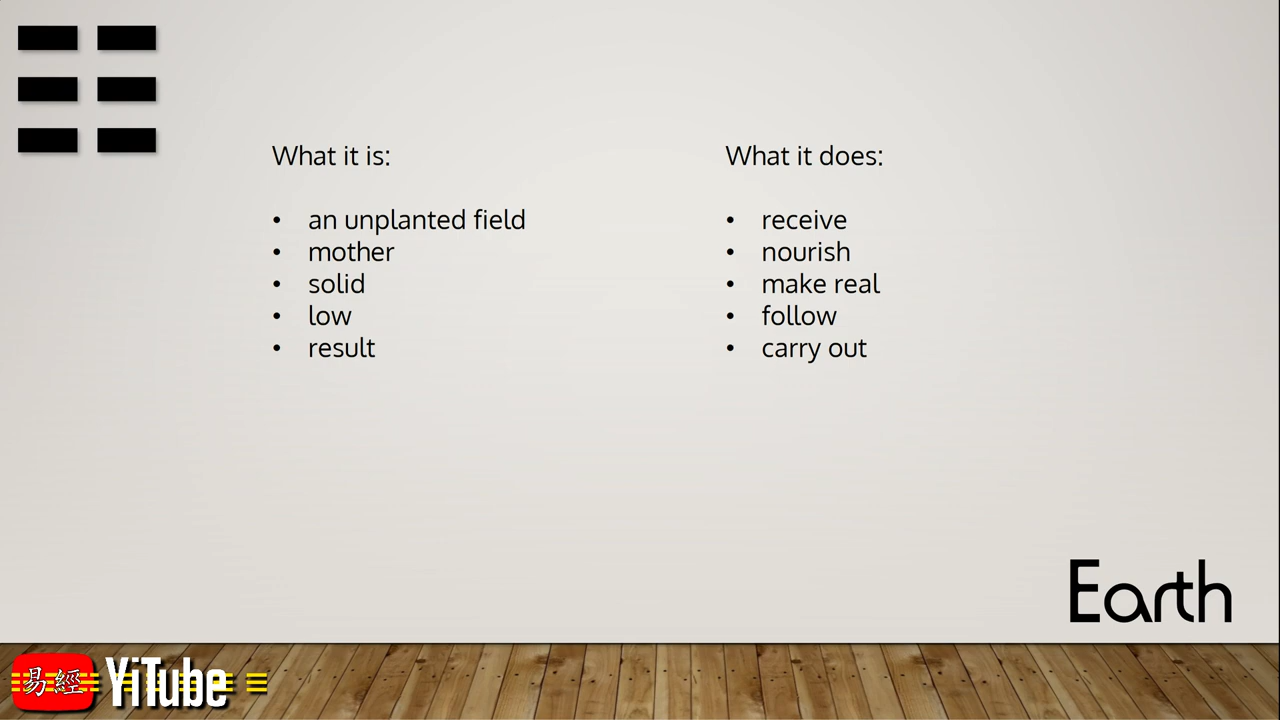 What it is:
• an unplanted field
• mother
• solid
• low
• result
What it does:
• receive
• nourish
• make real
• follow
• carry out
Earth
易經 YiTube